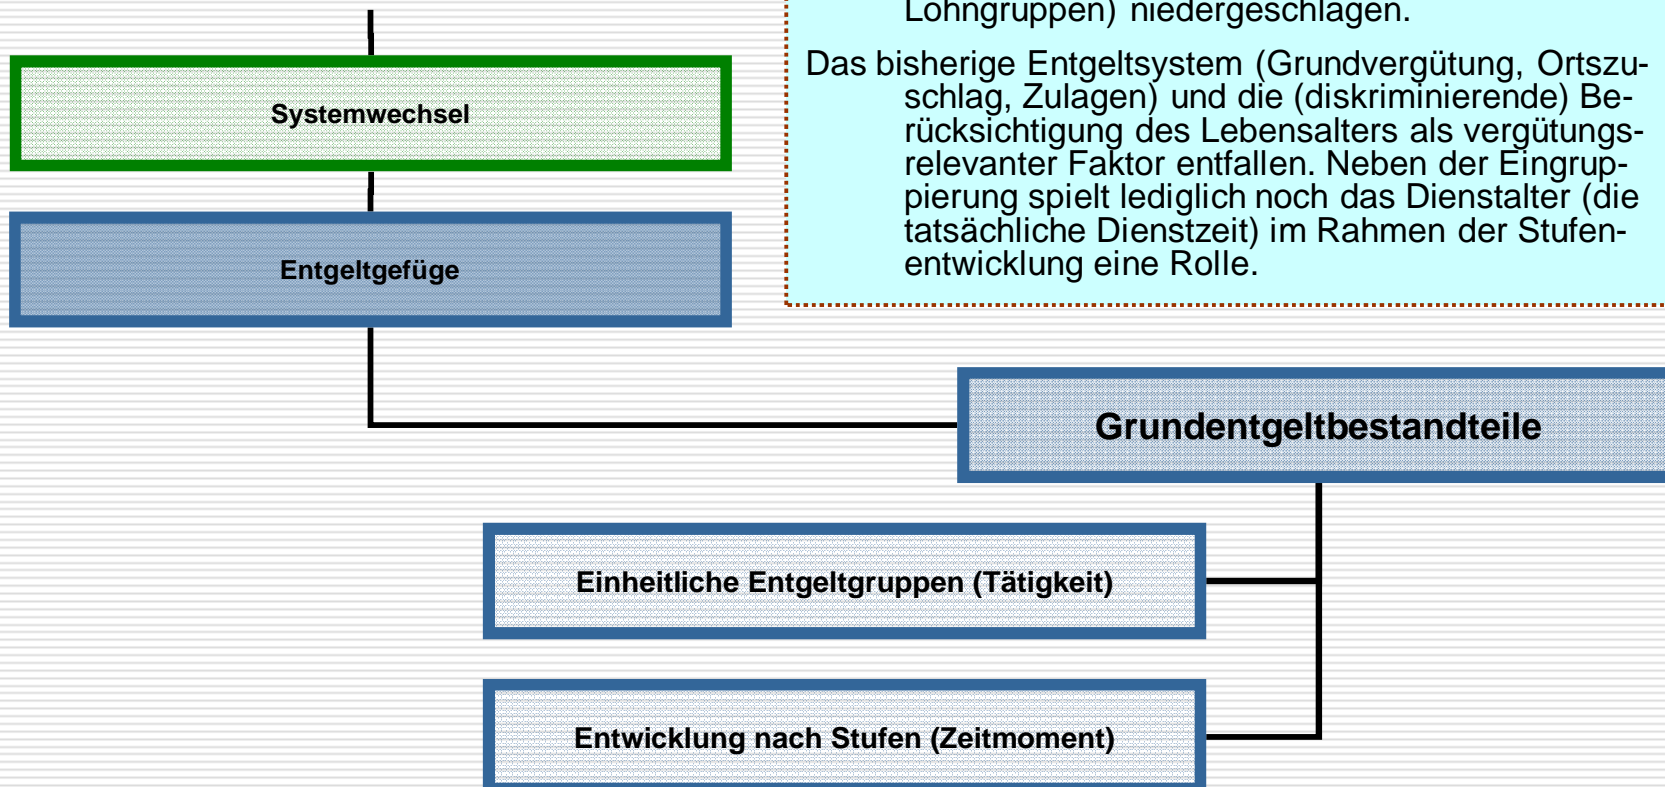 Lohngruppen) niedergeschlagen.
Das bisherige Entgeltsystem (Grundvergütung, Ortszu-
schlag, Zulagen) und die (diskriminierende) Be-
rücksichtigung des Lebensalters als vergütungs-
relevanter Faktor entfallen. Neben der Eingrup-
pierung spielt lediglich noch das Dienstalter (die
tatsächliche Dienstzeit) im Rahmen der Stufen-
entwicklung eine Rolle.
Systemwechsel
Entgeltgefüge
Grundentgeltbestandteile
Einheitliche Entgeltgruppen (Tätigkeit)
Entwicklung nach Stufen (Zeitmoment)